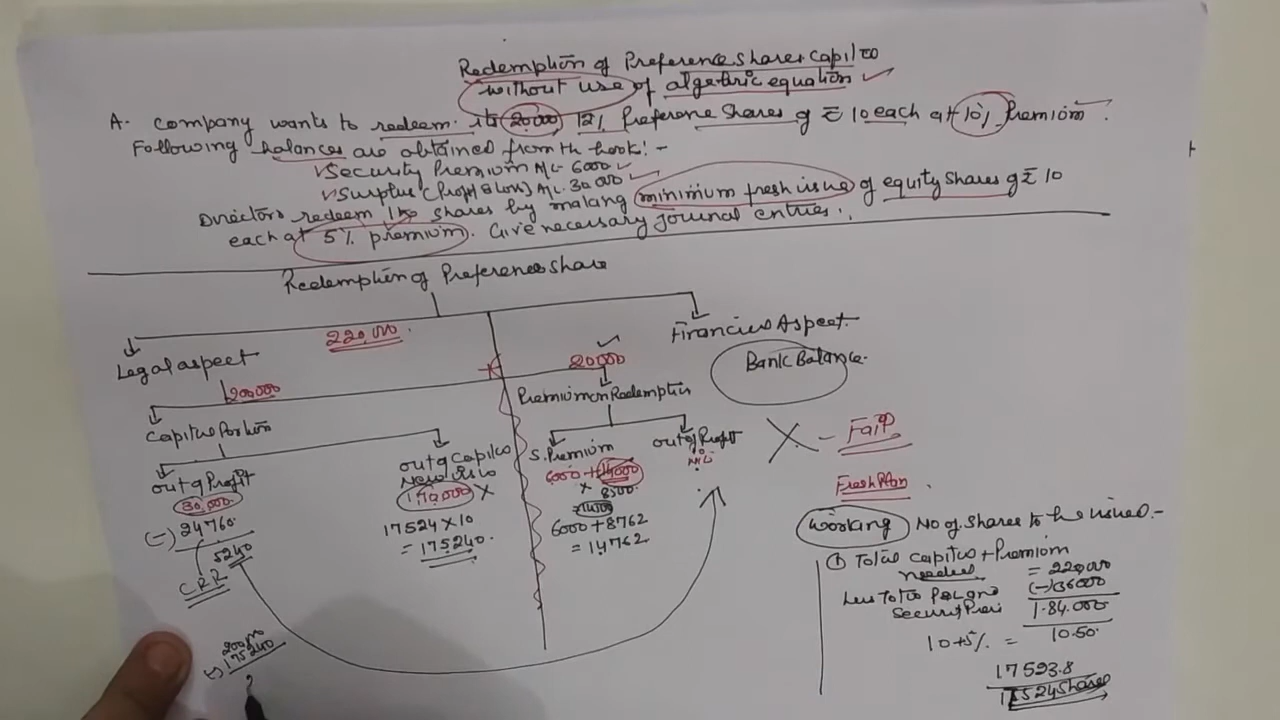 Redemption of Preference Shares Capital
without use of algebric equation
A. company wants to redeem its 20000, 12% Preference Shares of ₹ 10 each at 10% Premium.
Following balances are obtained from the book:-
Security Premium A/c 6000
Surplus (Profit & Loss) A/c. 30000
Directors redeem the shares by making minimum fresh issue of equity shares of ₹ 10
each at 5% premium. Give necessary journal entries.
Redemption of Preference Share
220,000.
Legal aspect
Financial Aspect.
Bank Balance.
200000
20000
Capital Portion
Premium on Redemption
out of Profit
30,000.
(-) 24760.
5240
CRR
out of Capital
170,000 X
17524 x 10
= 175240.
S. Premium
6000 +
8500
6000 + 8762
= 14762
out of Profit
Nil
X - Fail
Fresh Plan
Working No of. Shares to be issued.-
① Total Capital + Premium
needed = 220,000
Less Total P&L and
Security Premi (-) 36000
1.84.000
10+5% = 10.50.
17523.8
17524 Shares
200000
(-) 175240
2